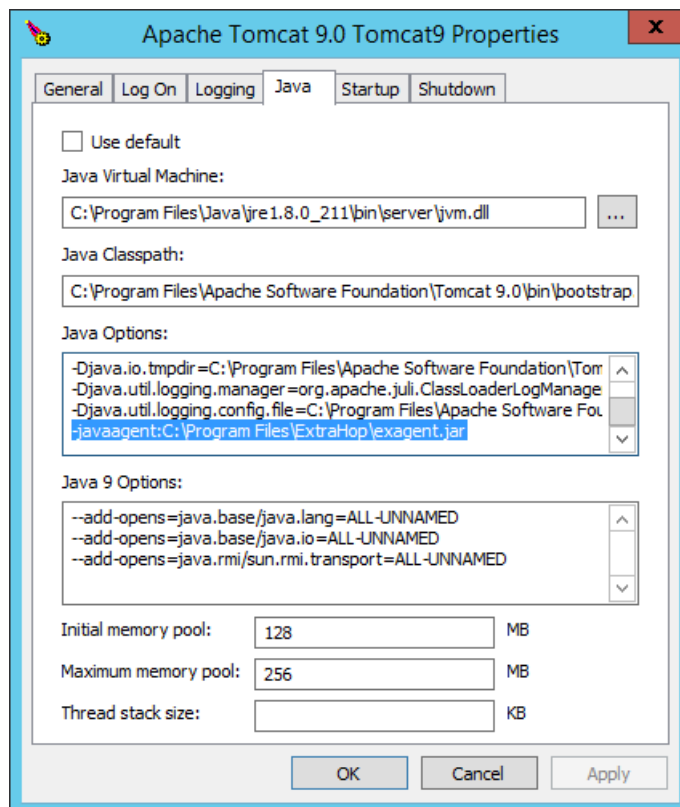 Apache Tomcat 9.0 Tomcat9 Properties
x
General Log On Logging Java Startup Shutdown
Use default
Java Virtual Machine:
C:\Program Files\Java\jre1.8.0_211\bin\server\jvm.dll
...
Java Classpath:
C:\Program Files\Apache Software Foundation\Tomcat 9.0\bin\bootstrap
Java Options:
-Djava.io.tmpdir=C:\Program Files\Apache Software Foundation\Tom
-Djava.util.logging.manager=org.apache.juli.ClassLoaderLogManage
-Djava.util.logging.config.file=C:\Program Files\Apache Software Fou
-javaagent:C:\Program Files\ExtraHop\exagent.jar
Java 9 Options:
--add-opens=java.base/java.lang=ALL-UNNAMED
--add-opens=java.base/java.io=ALL-UNNAMED
--add-opens=java.rmi/sun.rmi.transport=ALL-UNNAMED
Initial memory pool: 128 MB
Maximum memory pool: 256 MB
Thread stack size: KB
OK Cancel Apply